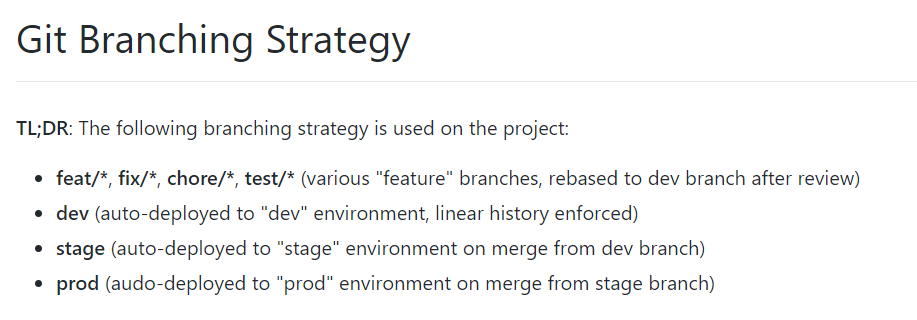 Git Branching Strategy
TL;DR: The following branching strategy is used on the project:
• feat/*, fix/*, chore/*, test/* (various "feature" branches, rebased to dev branch after review)
• dev (auto-deployed to "dev" environment, linear history enforced)
• stage (auto-deployed to "stage" environment on merge from dev branch)
• prod (audo-deployed to "prod" environment on merge from stage branch)